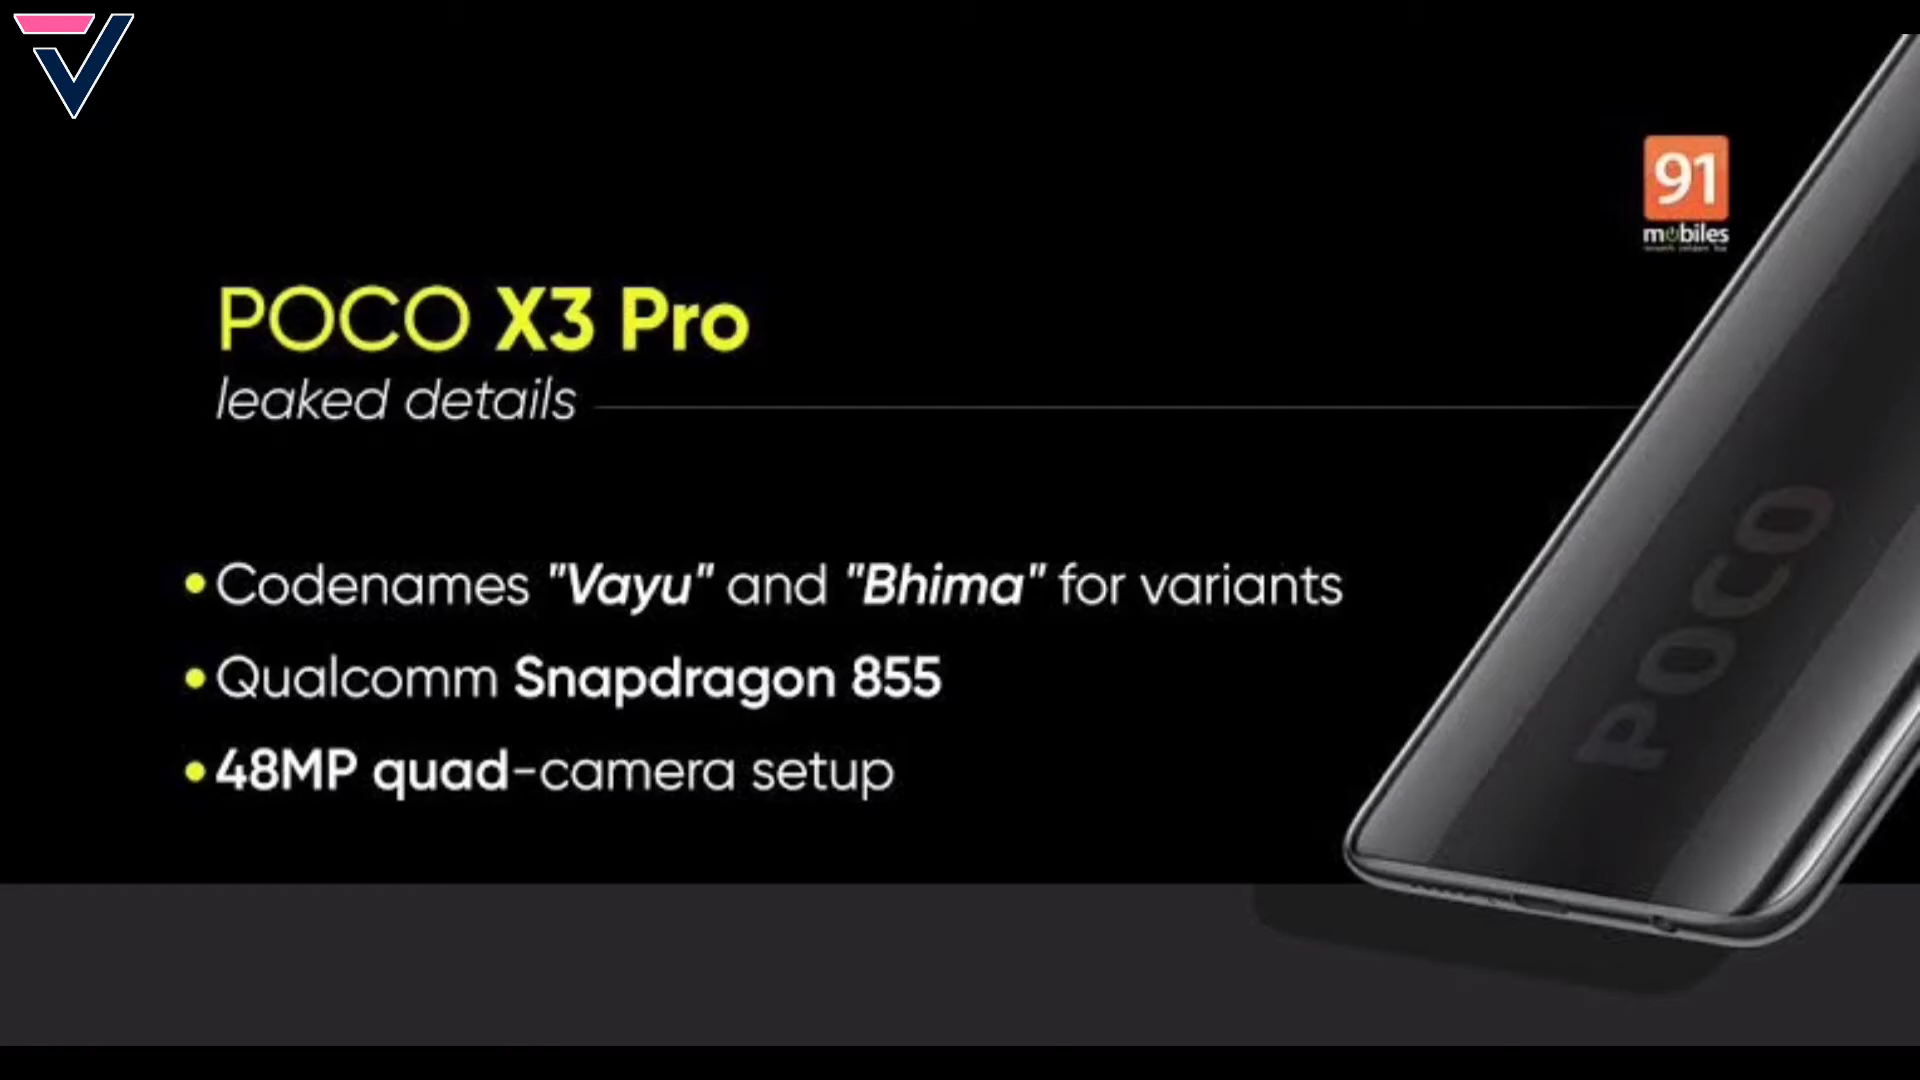 91
mobiles
POCO X3 Pro
leaked details
Codenames "Vayu" and "Bhima" for variants
Qualcomm Snapdragon 855
48MP quad-camera setup
POCO